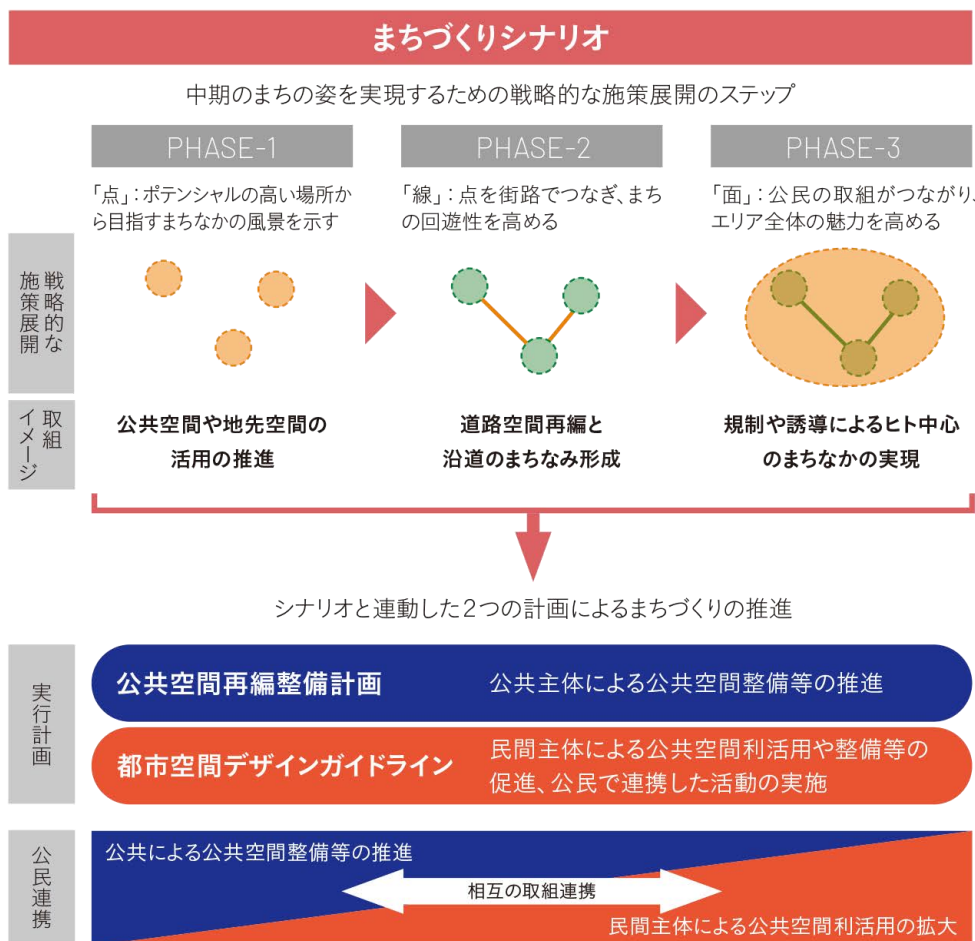 まちづくりシナリオ
中期のまちの姿を実現するための戦略的な施策展開のステップ
PHASE-1
「点」：ポテンシャルの高い場所か
ら目指すまちなかの風景を示す
PHASE-2
「線」：点を街路でつなぎ、まち
の回遊性を高める
PHASE-3
「面」：公民の取組がつながり、
エリア全体の魅力を高める
戦略的な
施策展開
取組
イメージ
公共空間や地先空間の
活用の推進
道路空間再編と
沿道のまちなみ形成
規制や誘導によるヒト中心
のまちなかの実現
シナリオと連動した2つの計画によるまちづくりの推進
実行計画
公共空間再編整備計画
公共主体による公共空間整備等の推進
都市空間デザインガイドライン
民間主体による公共空間利活用や整備等の
促進、公民で連携した活動の実施
公民連携
公共による公共空間整備等の推進
相互の取組連携
民間主体による公共空間利活用の拡大